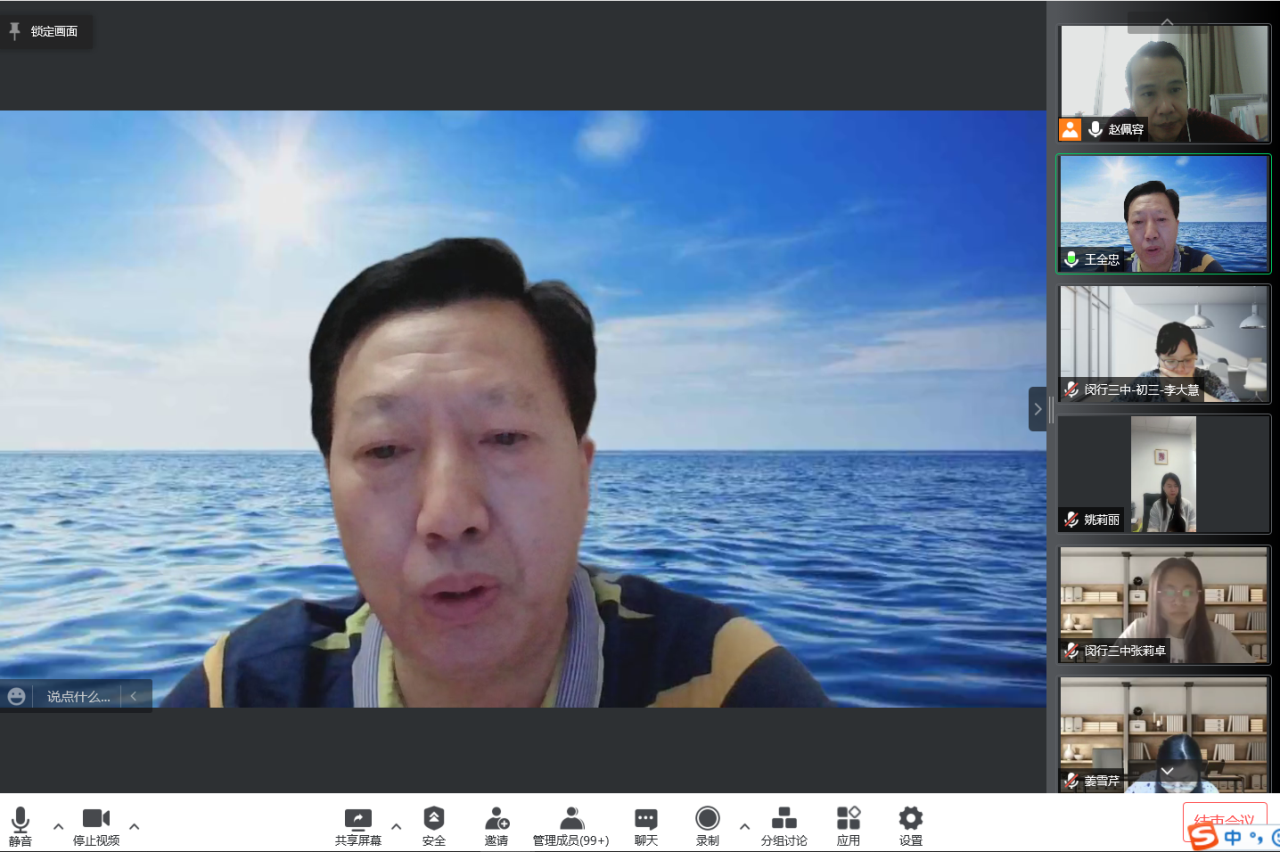 锁定画面
赵佩容
王全忠
闵行三中-初三-李大慧
姚莉丽
闵行三中张莉卓
姜雪芹
说点什么...
静音
停止视频
共享屏幕
安全
邀请
管理成员(99+)
聊天
录制
分组讨论
应用
设置
结束会议
S中